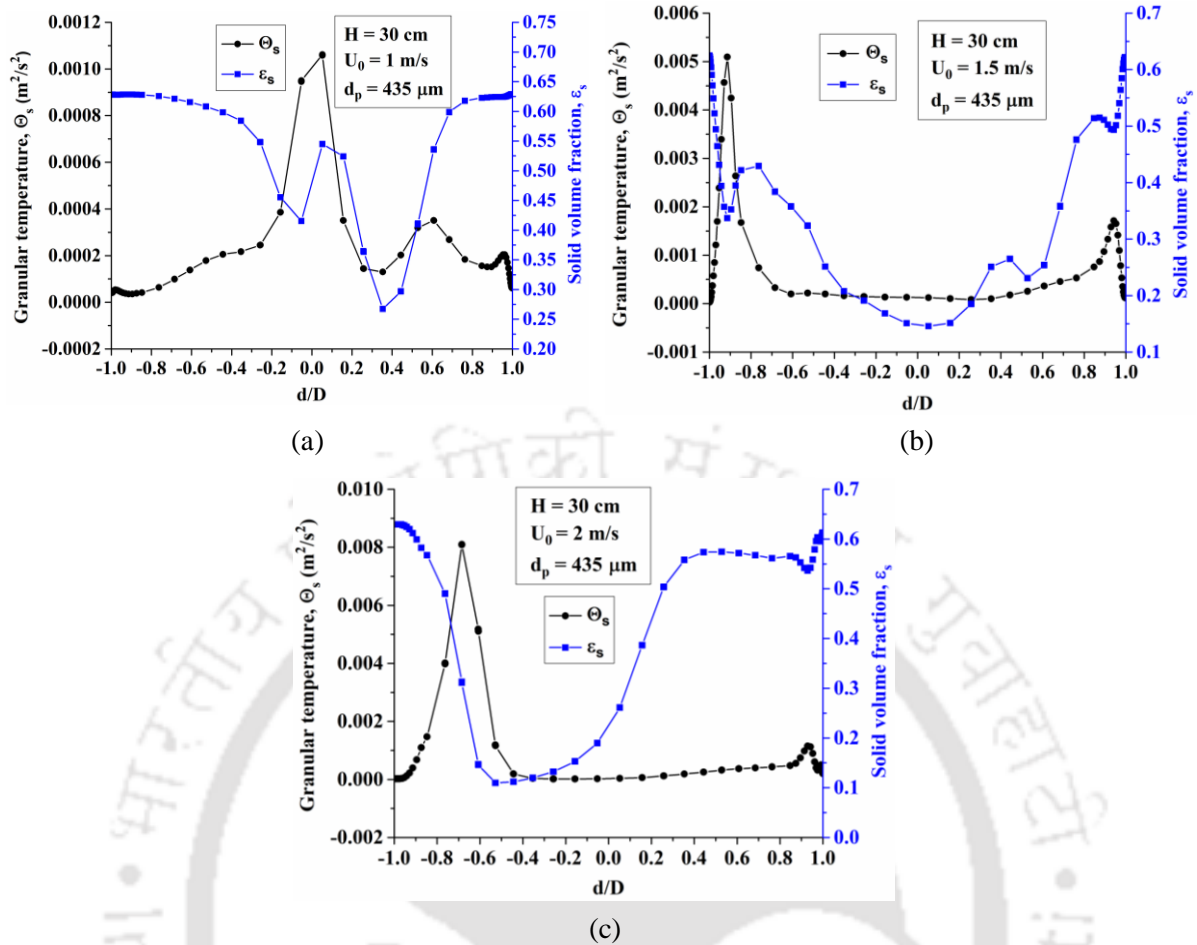 0.0012
0.0010
0.0008
0.0006
0.0004
0.0002
0.0000
-0.0002
Granular temperature, Θs (m²/s²)
Θs
εs
H = 30 cm
U0 = 1 m/s
dp = 435 μm
0.75
0.70
0.65
0.60
0.55
0.50
0.45
0.40
0.35
0.30
0.25
0.20
Solid volume fraction, εs
-1.0 -0.8 -0.6 -0.4 -0.2 0.0 0.2 0.4 0.6 0.8 1.0
d/D
(a)
0.006
0.005
0.004
0.003
0.002
0.001
0.000
-0.001
Granular temperature, Θs (m²/s²)
Θs
εs
H = 30 cm
U0 = 1.5 m/s
dp = 435 μm
0.7
0.6
0.5
0.4
0.3
0.2
0.1
Solid volume fraction, εs
-1.0 -0.8 -0.6 -0.4 -0.2 0.0 0.2 0.4 0.6 0.8 1.0
d/D
(b)
0.010
0.008
0.006
0.004
0.002
0.000
-0.002
Granular temperature, Θs (m²/s²)
H = 30 cm
U0 = 2 m/s
dp = 435 μm
Θs
εs
0.7
0.6
0.5
0.4
0.3
0.2
0.1
0.0
Solid volume fraction, εs
-1.0 -0.8 -0.6 -0.4 -0.2 0.0 0.2 0.4 0.6 0.8 1.0
d/D
(c)